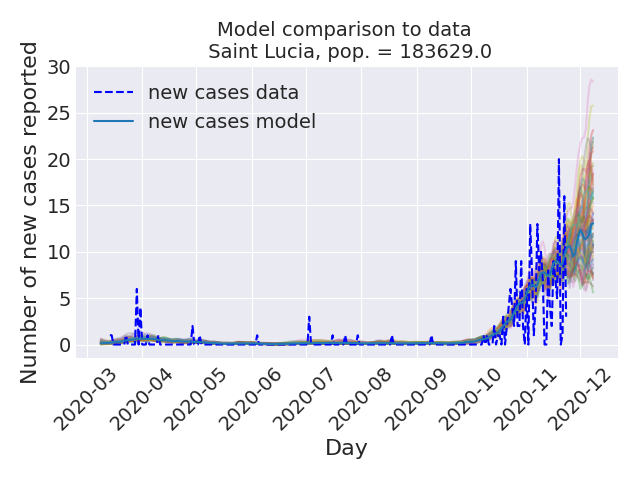 Model comparison to data
Saint Lucia, pop. = 183629.0
Number of new cases reported
30
25
20
15
10
5
0
new cases data
new cases model
2020-03
2020-04
2020-05
2020-06
2020-07
2020-08
2020-09
2020-10
2020-11
2020-12
Day